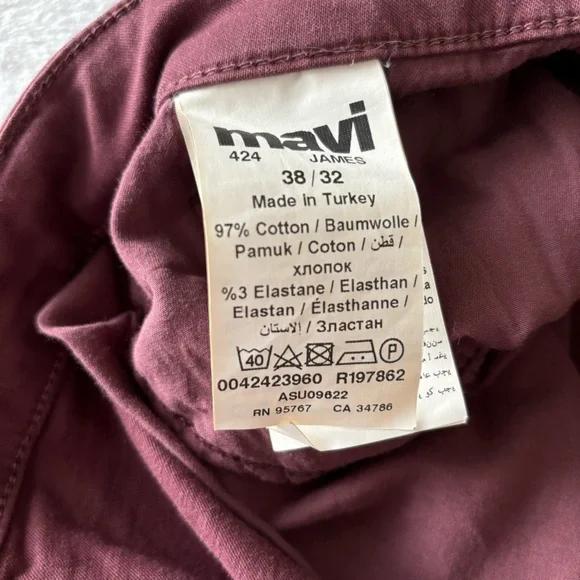 mavi
424 JAMES
38 / 32
Made in Turkey
97% Cotton / Baumwolle /
Pamuk / Coton / قطن /
хлопок
%3 Elastane / Elasthan /
Elastan / Élasthanne /
الاستان / Эластан
40 P
0042423960 R197862
ASU09622
RN 95767 CA 34786